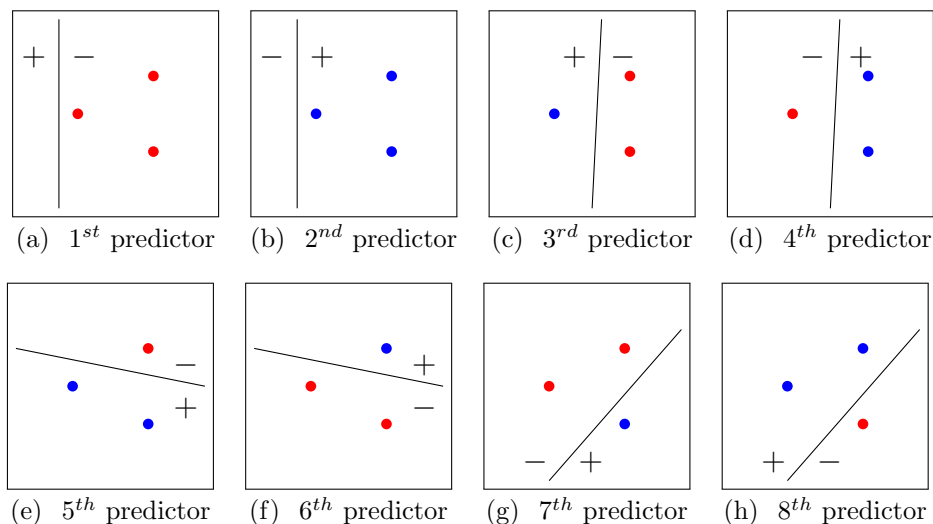 + − − + + − − +
(a) 1st predictor (b) 2nd predictor (c) 3rd predictor (d) 4th predictor
− + + − − + + −
(e) 5th predictor (f) 6th predictor (g) 7th predictor (h) 8th predictor